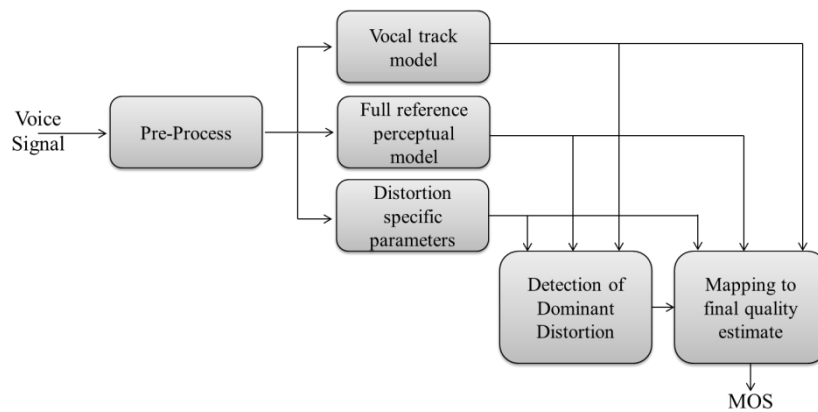 Vocal track
model
Voice
Signal
Pre-Process
Full reference
perceptual
model
Distortion
specific
parameters
Detection of
Dominant
Distortion
Mapping to
final quality
estimate
MOS